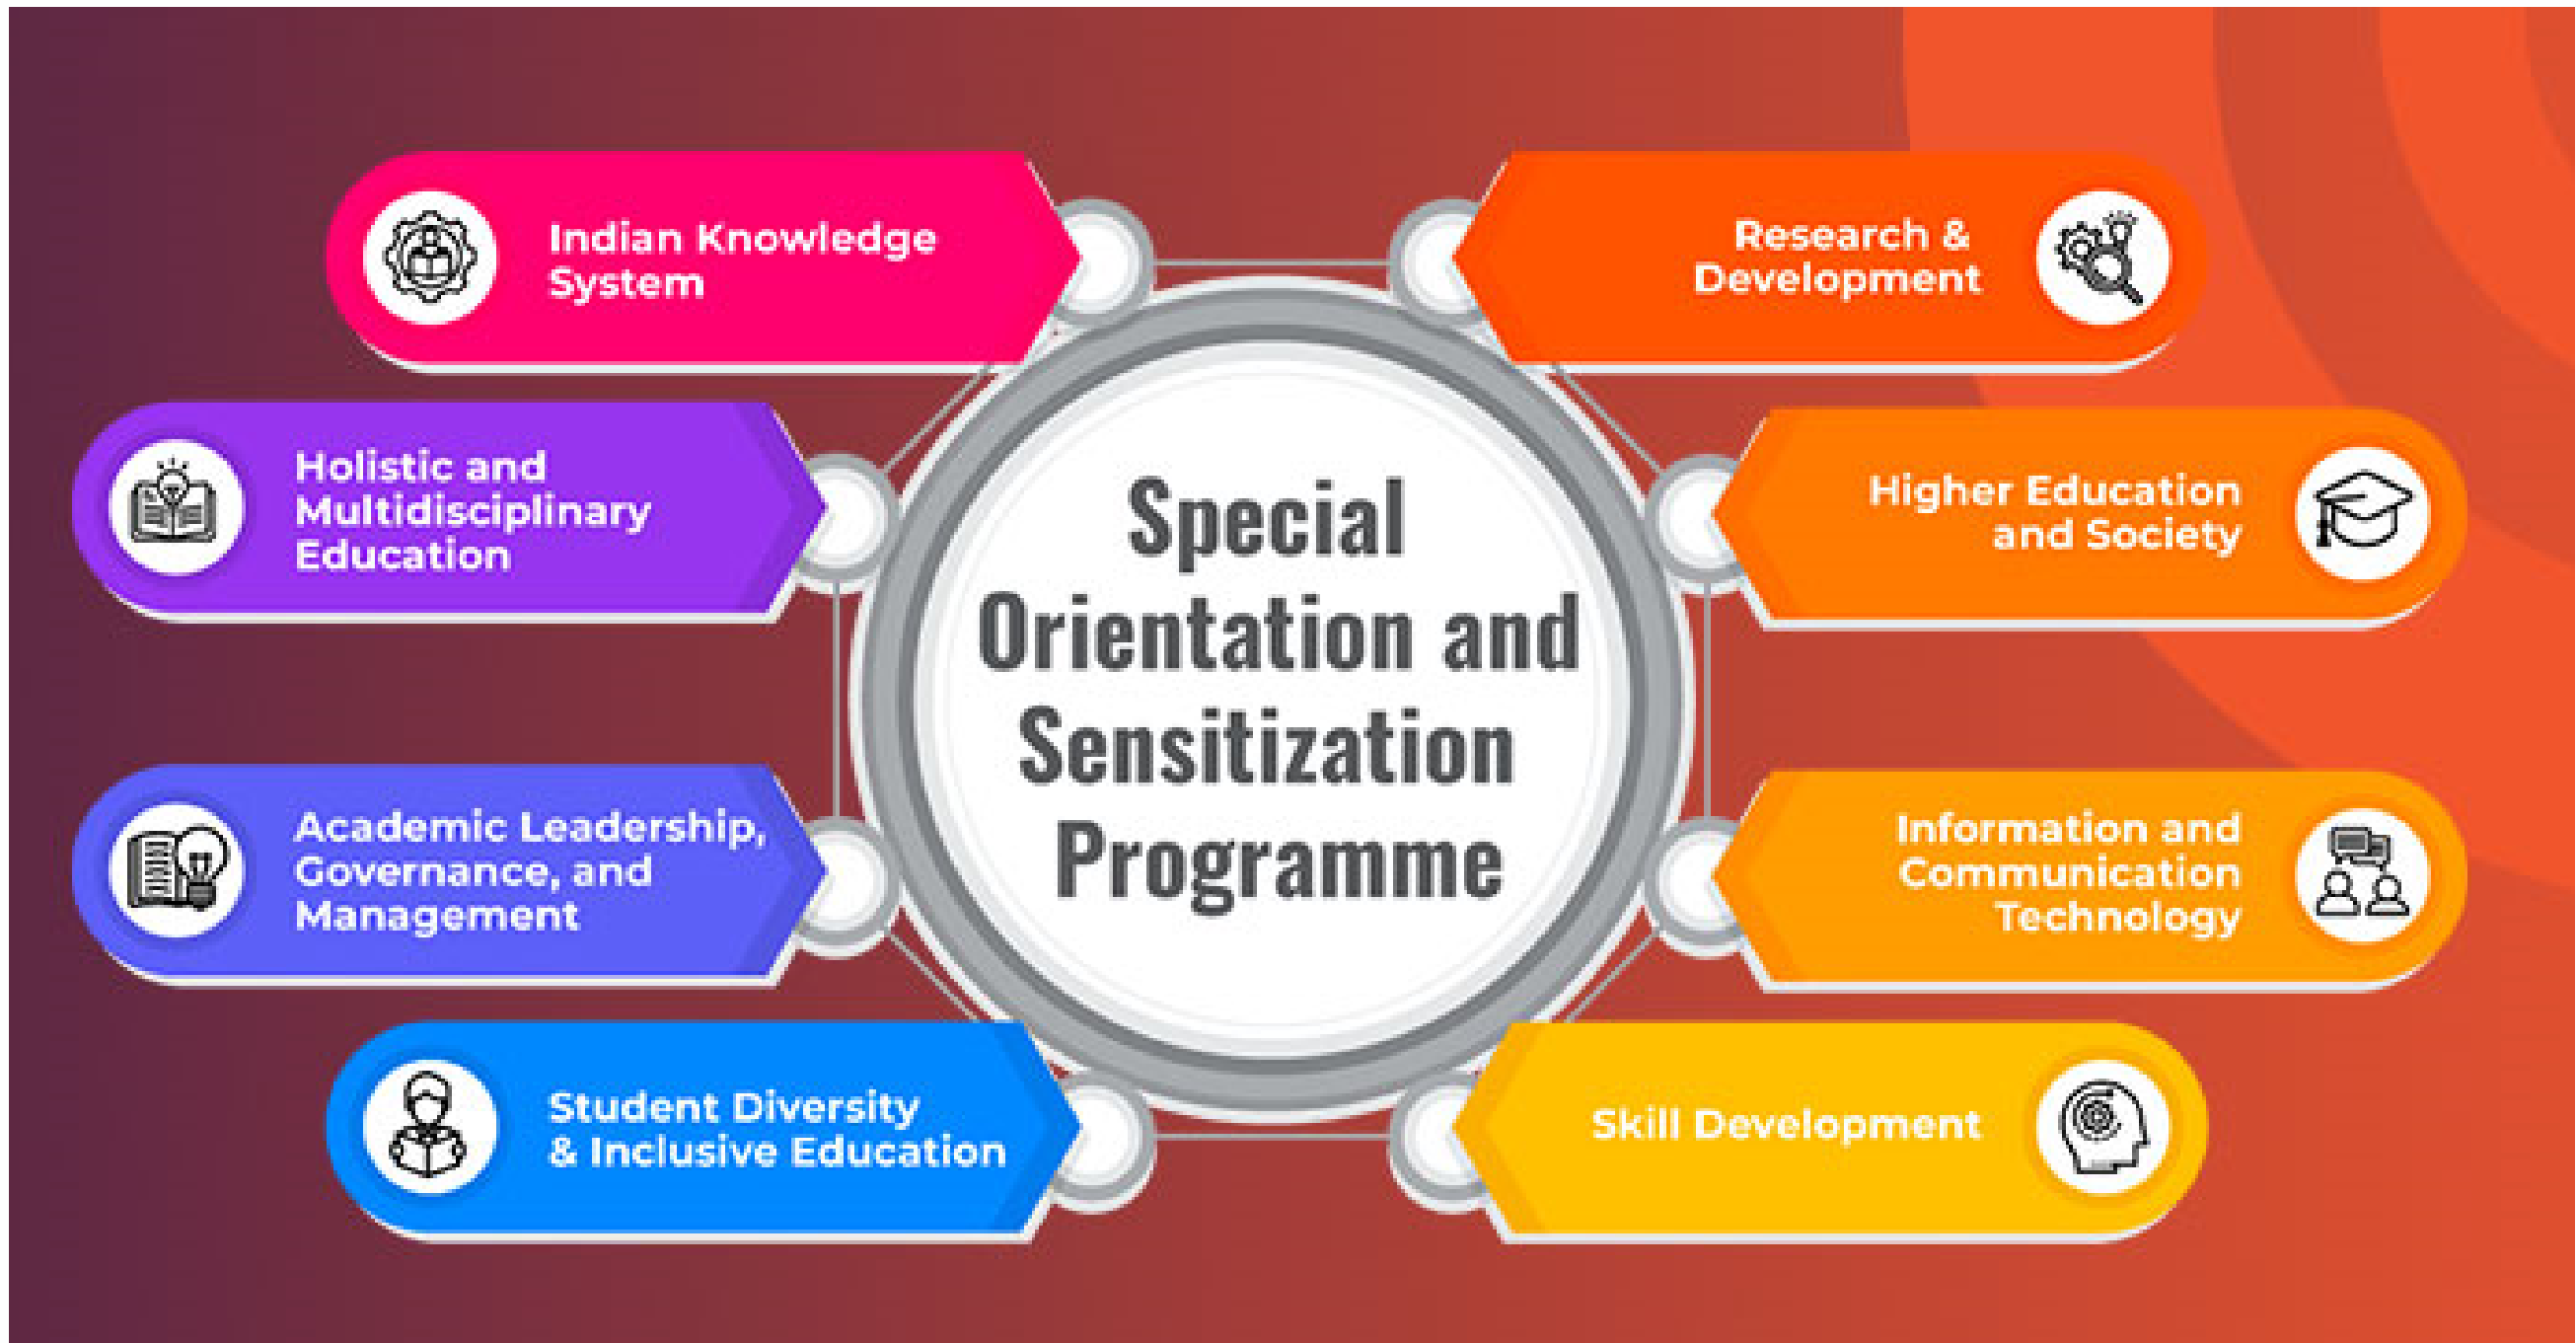 Indian Knowledge
System
Holistic and
Multidisciplinary
Education
Academic Leadership,
Governance, and
Management
Student Diversity
& Inclusive Education
Special
Orientation and
Sensitization
Programme
Research &
Development
Higher Education
and Society
Information and
Communication
Technology
Skill Development